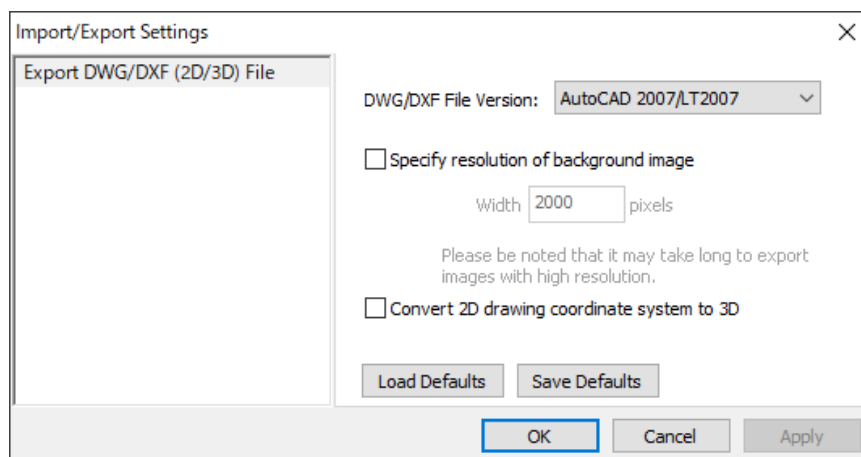 Import/Export Settings
Export DWG/DXF (2D/3D) File
DWG/DXF File Version: AutoCAD 2007/LT2007
Specify resolution of background image
Width 2000 pixels
Please be noted that it may take long to export
images with high resolution.
Convert 2D drawing coordinate system to 3D
Load Defaults Save Defaults
OK Cancel Apply